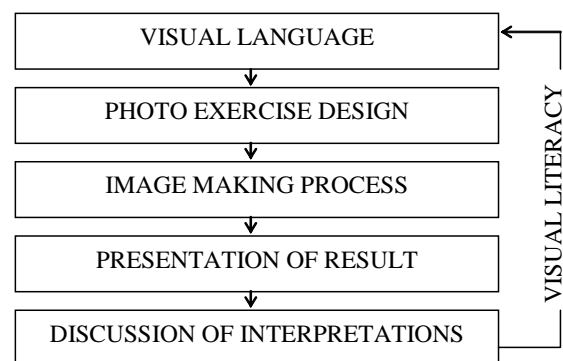 VISUAL LANGUAGE
PHOTO EXERCISE DESIGN
IMAGE MAKING PROCESS
PRESENTATION OF RESULT
DISCUSSION OF INTERPRETATIONS
VISUAL LITERACY